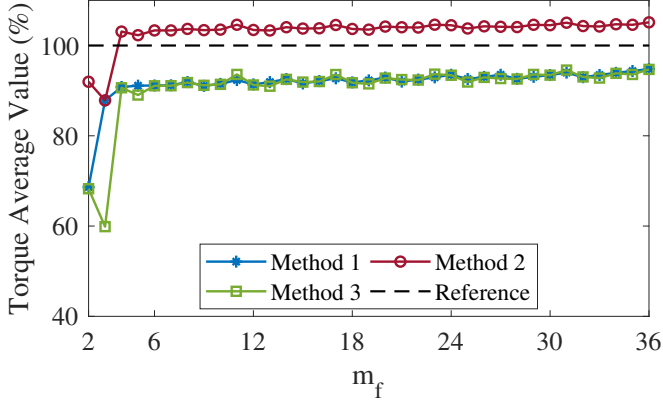 Torque Average Value (%)
100
80
60
40
Method 1
Method 2
Method 3
Reference
2
6
12
18
24
30
36
m_f